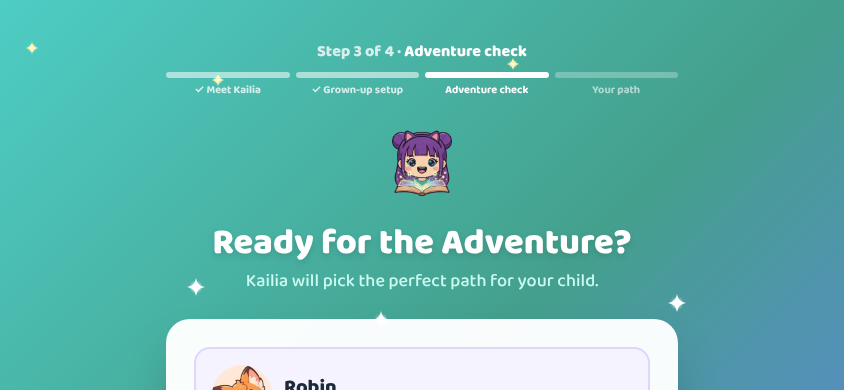 Step 3 of 4 · Adventure check
✓ Meet Kailia
✓ Grown-up setup
Adventure check
Your path
Ready for the Adventure?
Kailia will pick the perfect path for your child.
Robin